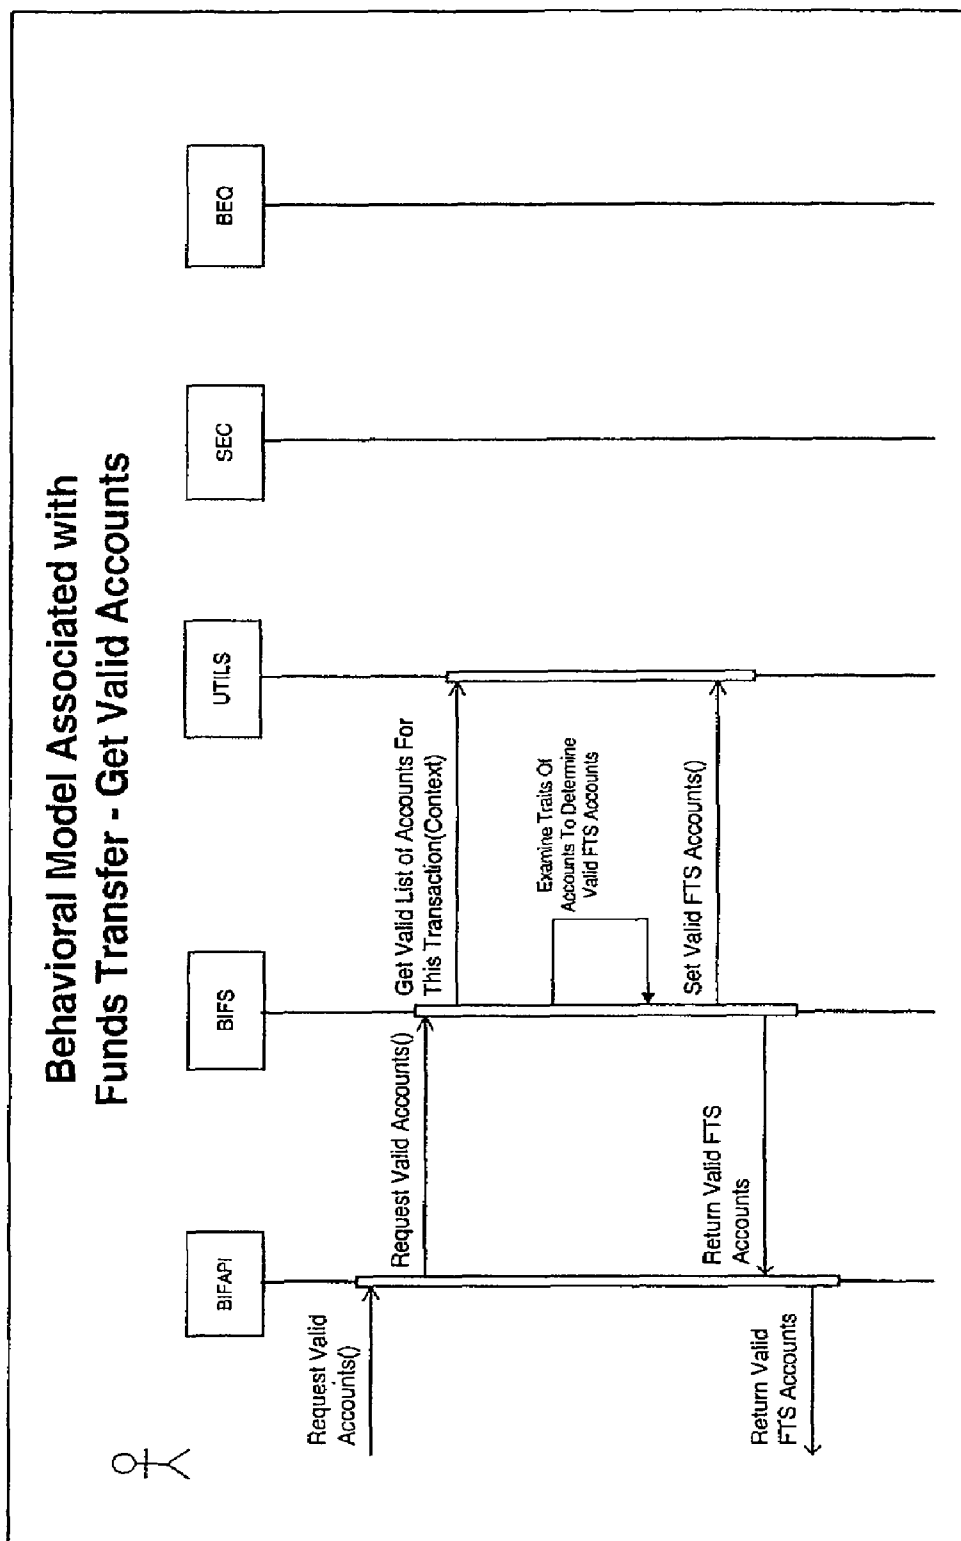 Behavioral Model Associated with
Funds Transfer - Get Valid Accounts
BIFAPI
BIFS
UTILS
SEC
BEQ
Request Valid
Accounts()
Request Valid Accounts()
Get Valid List of Accounts For
This Transaction(Context)
Examine Traits Of
Accounts To Determine
Valid FTS Accounts
Set Valid FTS Accounts()
Return Valid FTS
Accounts
Return Valid
FTS Accounts